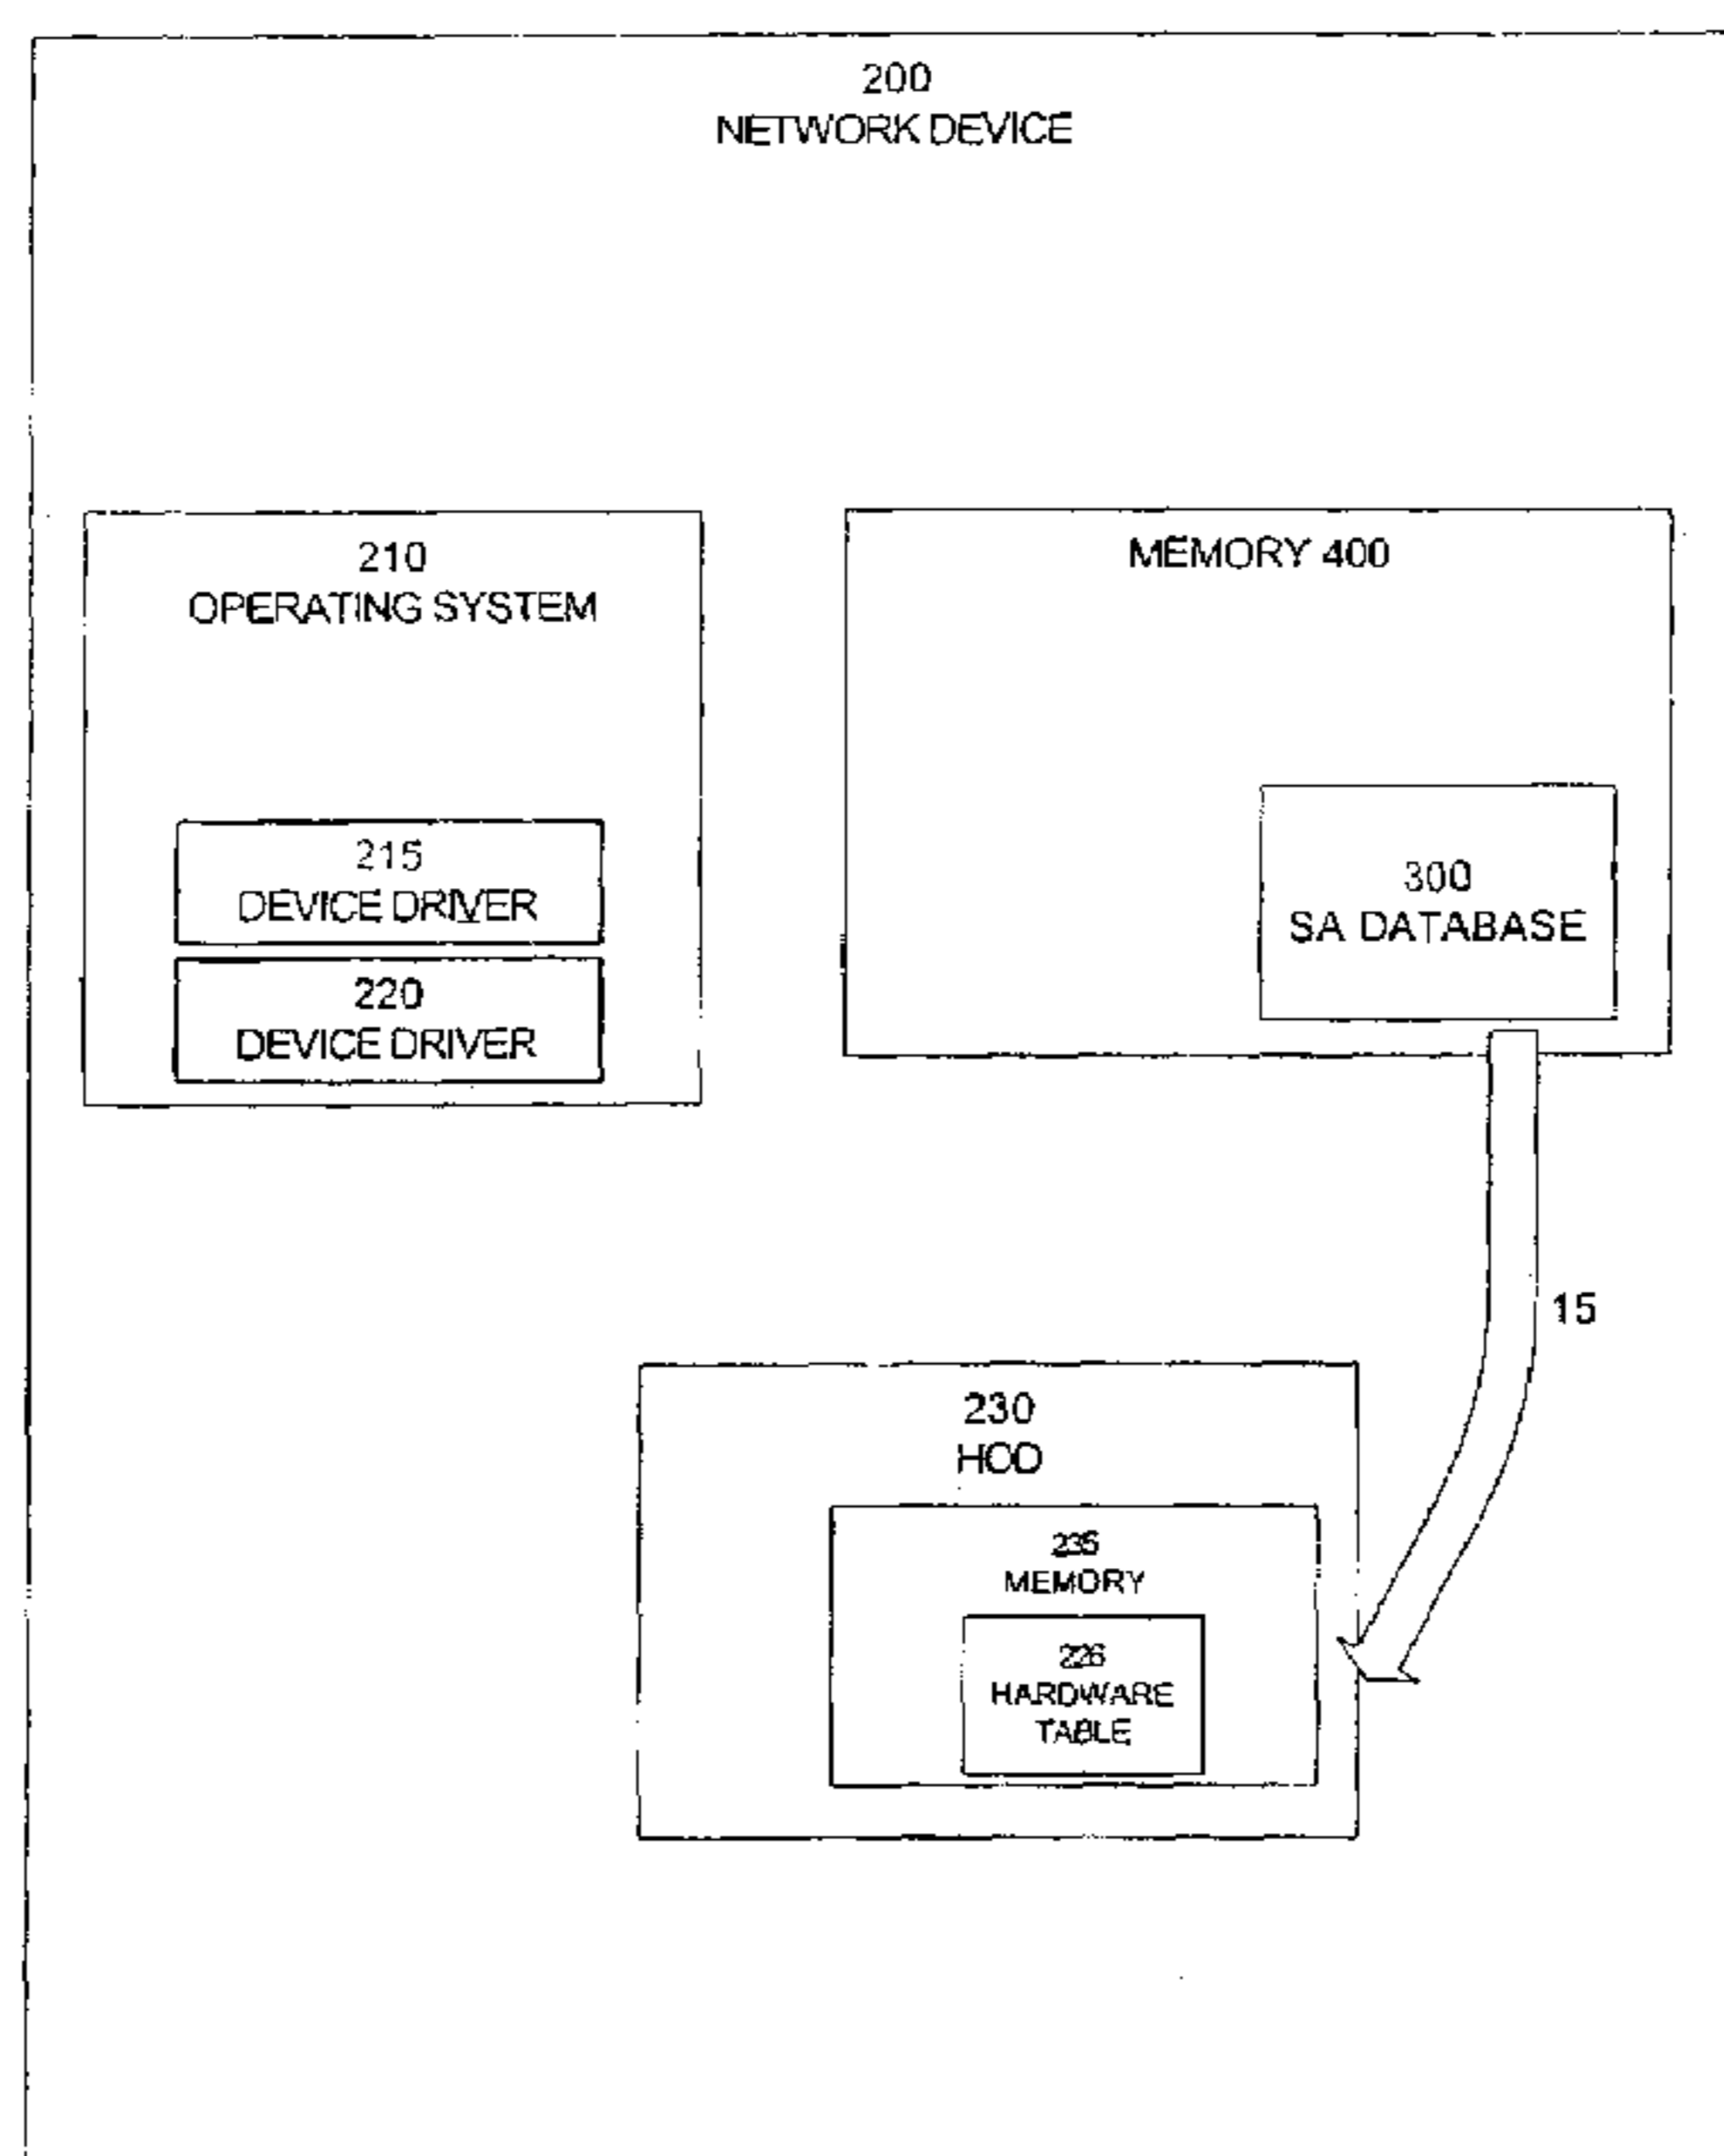 200
NETWORK DEVICE
210
OPERATING SYSTEM
MEMORY 400
215
DEVICE DRIVER
300
SA DATABASE
220
DEVICE DRIVER
15
230
HOD
235
MEMORY
226
HARDWARE
TABLE